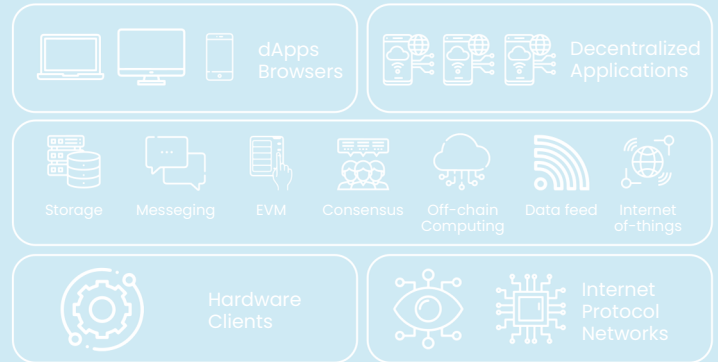 dApps
Browsers
Decentralized
Applications
Storage
Messeging
EVM
Consensus
Off-chain
Computing
Data feed
Internet
of-things
Hardware
Clients
Internet
Protocol
Networks